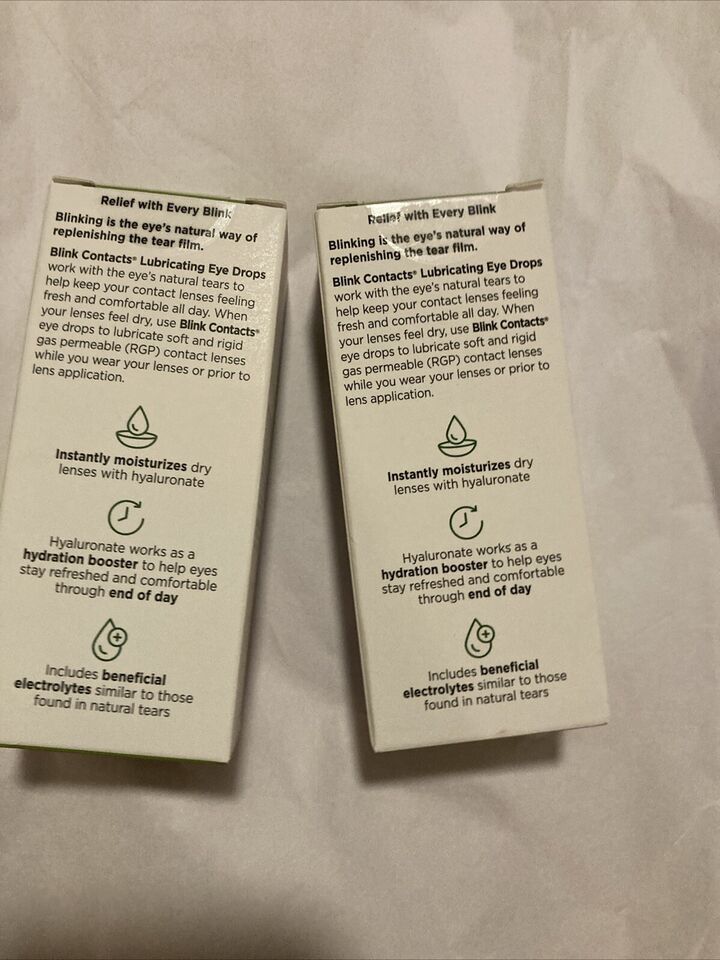 Relief with Every Blink
Blinking is the eye's natural way of
replenishing the tear film.
Blink Contacts® Lubricating Eye Drops
work with the eye's natural tears to
help keep your contact lenses feeling
fresh and comfortable all day. When
your lenses feel dry, use Blink Contacts®
eye drops to lubricate soft and rigid
gas permeable (RGP) contact lenses
while you wear your lenses or prior to
lens application.
Instantly moisturizes dry
lenses with hyaluronate
Hyaluronate works as a
hydration booster to help eyes
stay refreshed and comfortable
through end of day
Includes beneficial
electrolytes similar to those
found in natural tears
Relief with Every Blink
Blinking is the eye's natural way of
replenishing the tear film.
Blink Contacts® Lubricating Eye Drops
work with the eye's natural tears to
help keep your contact lenses feeling
fresh and comfortable all day. When
your lenses feel dry, use Blink Contacts®
eye drops to lubricate soft and rigid
gas permeable (RGP) contact lenses
while you wear your lenses or prior to
lens application.
Instantly moisturizes dry
lenses with hyaluronate
Hyaluronate works as a
hydration booster to help eyes
stay refreshed and comfortable
through end of day
Includes beneficial
electrolytes similar to those
found in natural tears